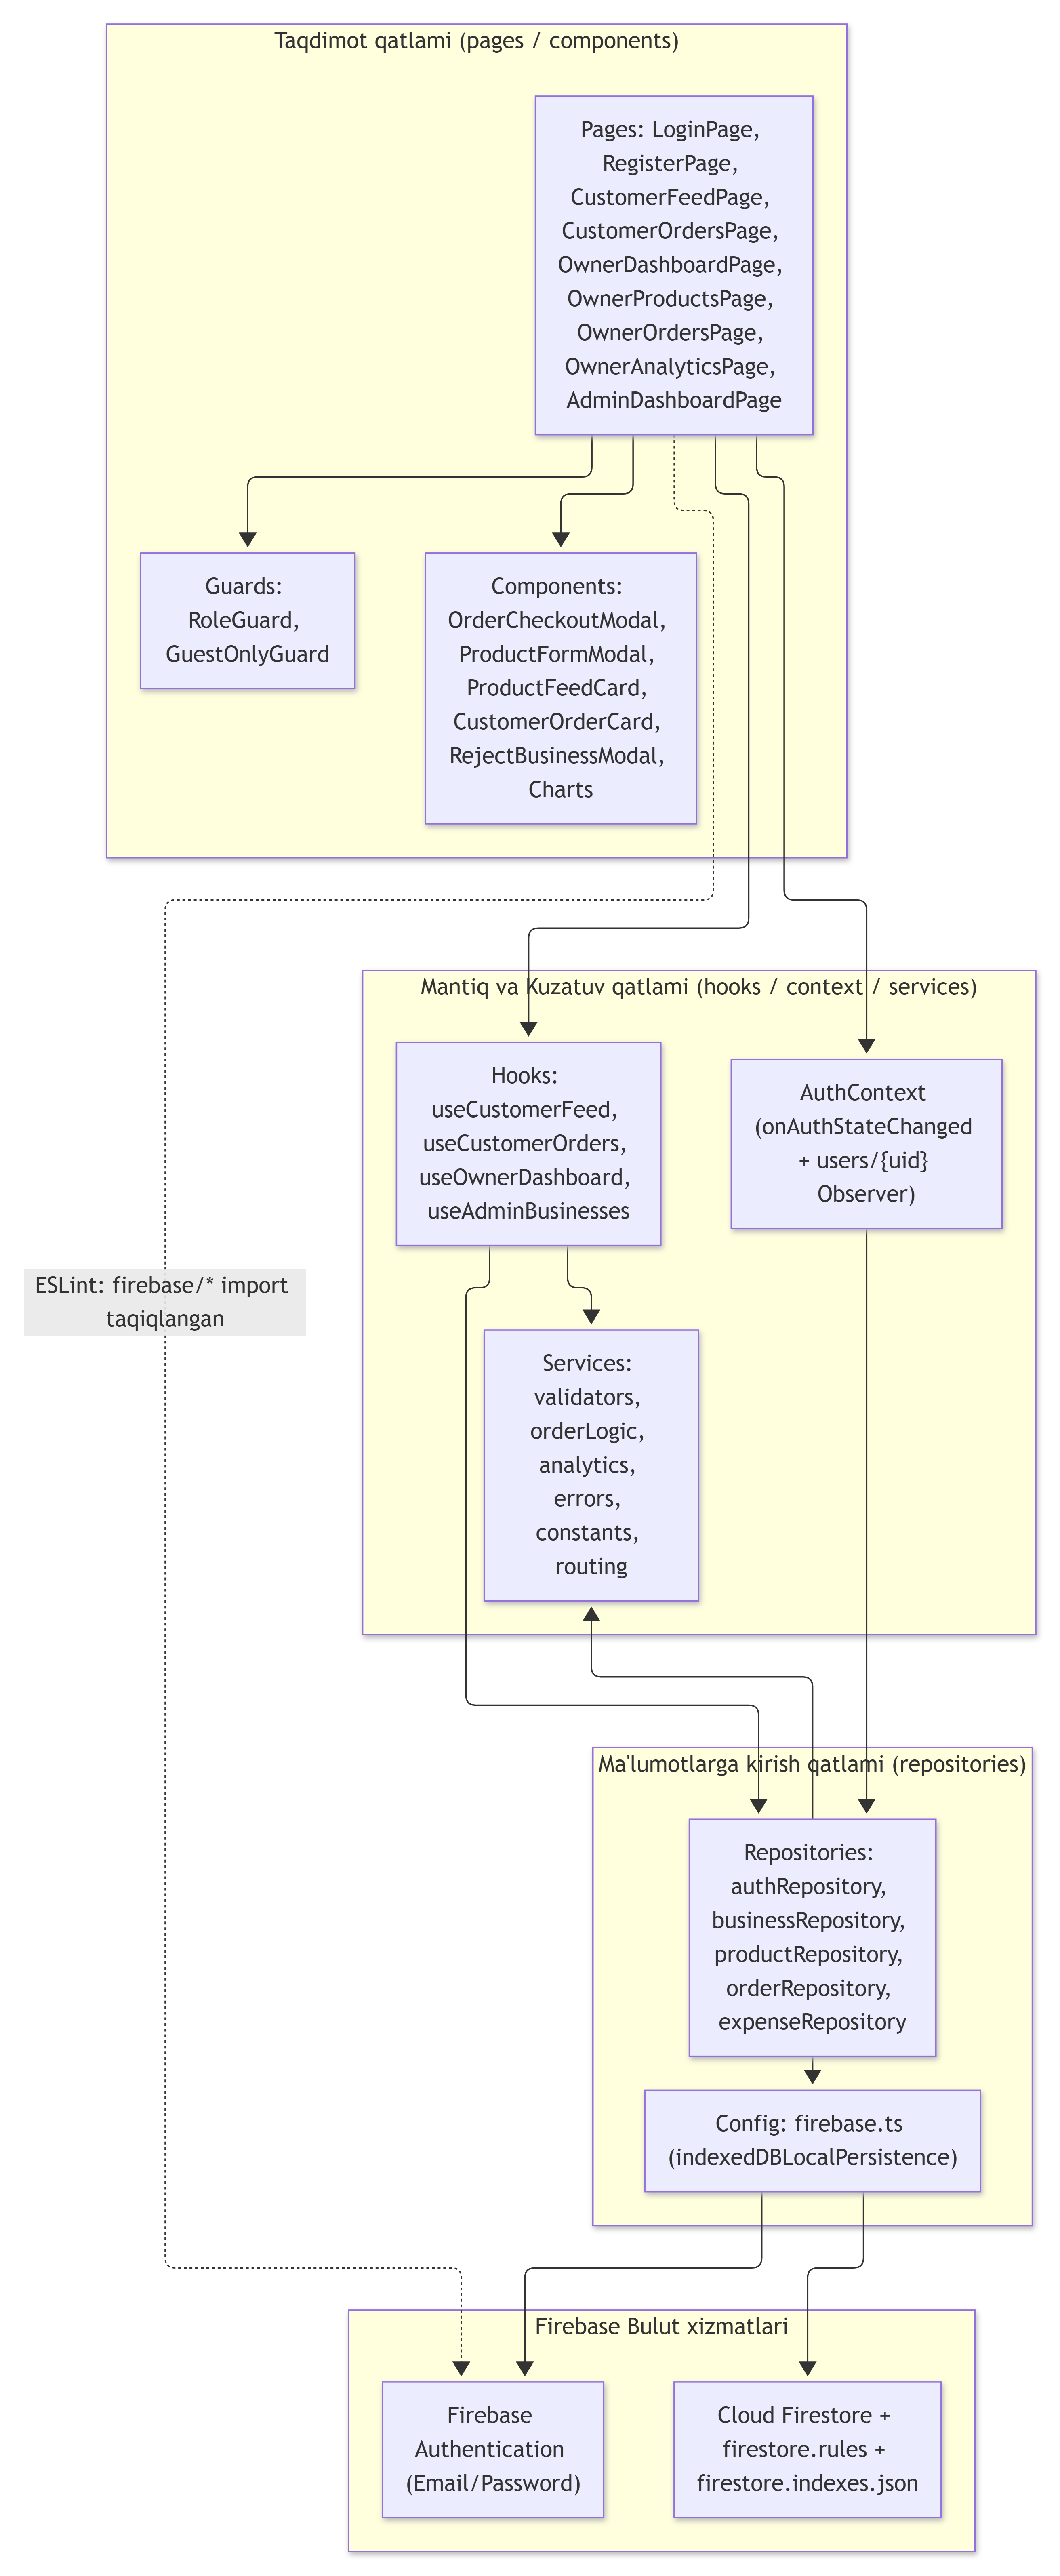 Taqdimot qatlami (pages / components)
Pages: LoginPage,
RegisterPage,
CustomerFeedPage,
CustomerOrdersPage,
OwnerDashboardPage,
OwnerProductsPage,
OwnerOrdersPage,
OwnerAnalyticsPage,
AdminDashboardPage
Guards:
RoleGuard,
GuestOnlyGuard
Components:
OrderCheckoutModal,
ProductFormModal,
ProductFeedCard,
CustomerOrderCard,
RejectBusinessModal,
Charts
Mantiq va Kuzatuv qatlami (hooks / context / services)
Hooks:
useCustomerFeed,
useCustomerOrders,
useOwnerDashboard,
useAdminBusinesses
AuthContext
(onAuthStateChanged
+ users/{uid}
Observer)
ESLint: firebase/* import
taqiqlangan
Services:
validators,
orderLogic,
analytics,
errors,
constants,
routing
Ma'lumotlarga kirish qatlami (repositories)
Repositories:
authRepository,
businessRepository,
productRepository,
orderRepository,
expenseRepository
Config: firebase.ts
(indexedDBLocalPersistence)
Firebase Bulut xizmatlari
Firebase
Authentication
(Email/Password)
Cloud Firestore +
firestore.rules +
firestore.indexes.json